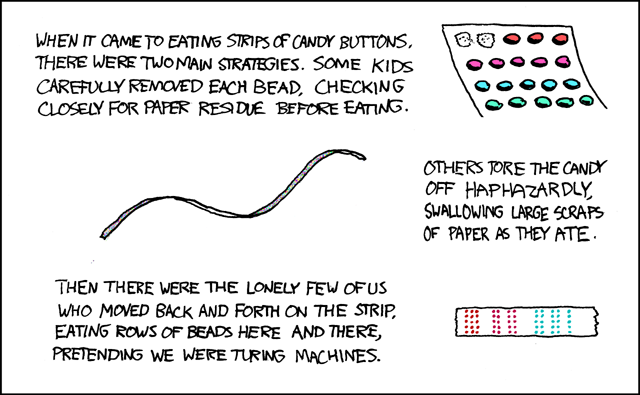 WHEN IT CAME TO EATING STRIPS OF CANDY BUTTONS,
THERE WERE TWO MAIN STRATEGIES. SOME KIDS
CAREFULLY REMOVED EACH BEAD, CHECKING
CLOSELY FOR PAPER RESIDUE BEFORE EATING.
OTHERS TORE THE CANDY
OFF HAPHAZARDLY,
SWALLOWING LARGE SCRAPS
OF PAPER AS THEY ATE.
THEN THERE WERE THE LONELY FEW OF US
WHO MOVED BACK AND FORTH ON THE STRIP,
EATING ROWS OF BEADS HERE AND THERE,
PRETENDING WE WERE TURING MACHINES.